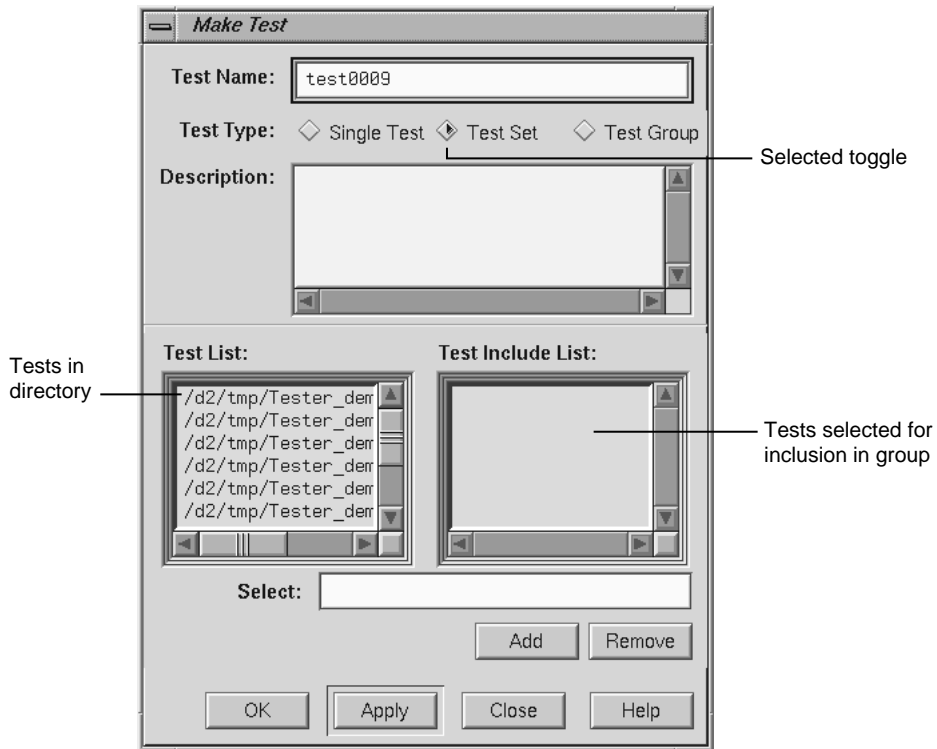 Make Test
Test Name: test0009
Test Type: Single Test Test Set Test Group
Selected toggle
Description:
Test List: Test Include List:
Tests in
directory
/d2/tmp/Tester_dem
/d2/tmp/Tester_dem
/d2/tmp/Tester_dem
/d2/tmp/Tester_dem
/d2/tmp/Tester_dem
/d2/tmp/Tester_dem
Tests selected for
inclusion in group
Select:
Add Remove
OK Apply Close Help